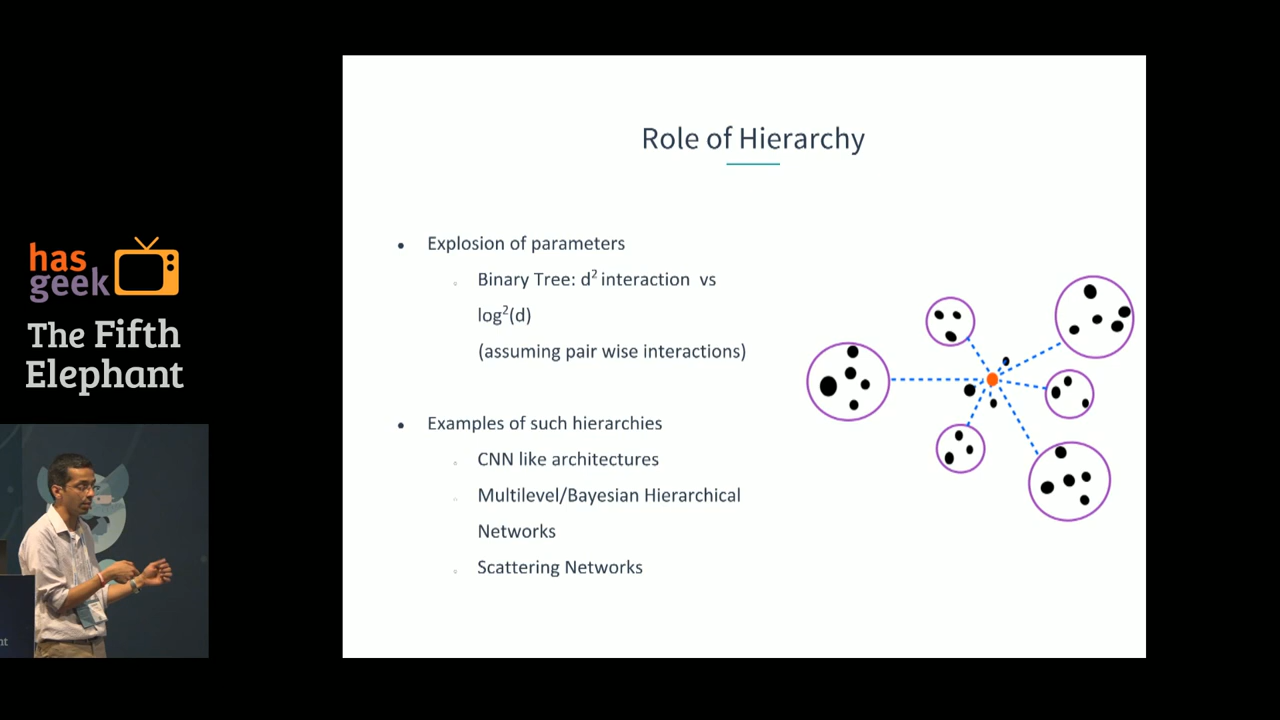 has
geek
The Fifth
Elephant
Role of Hierarchy
Explosion of parameters
Binary Tree: d² interaction vs
log²(d)
(assuming pair wise interactions)
Examples of such hierarchies
CNN like architectures
Multilevel/Bayesian Hierarchical
Networks
Scattering Networks
nt